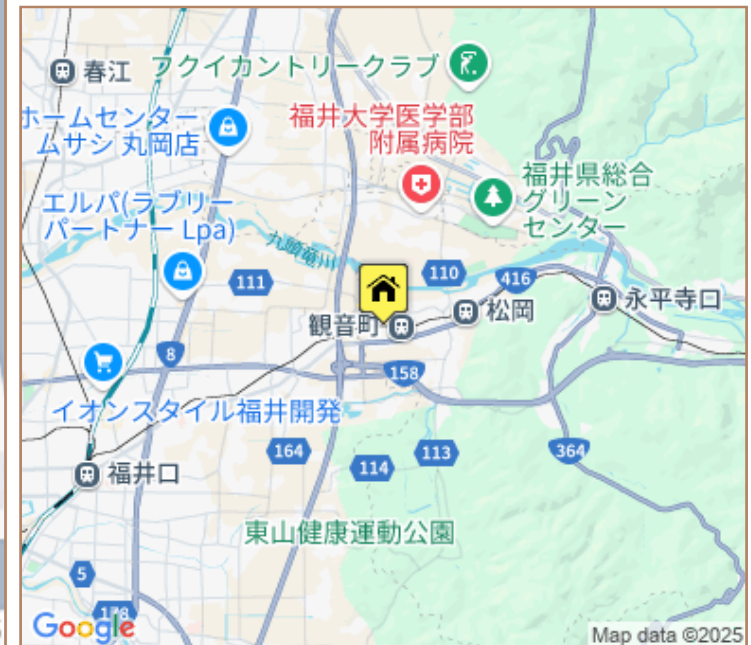 春江
フクイカントリークラブ
ホームセンター
ムサシ 丸岡店
福井大学医学部
附属病院
エルパ(ラブリー
パートナー Lpa)
福井県総合
グリーン
センター
九頭竜川
111
110
416
観音町
松岡
永平寺口
8
158
イオンスタイル福井開発
164
114
113
364
福井口
東山健康運動公園
5
158
Google
Map data ©2025